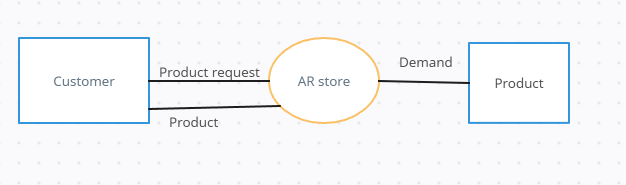 Demand
Product request
Customer
AR store
Product
Product